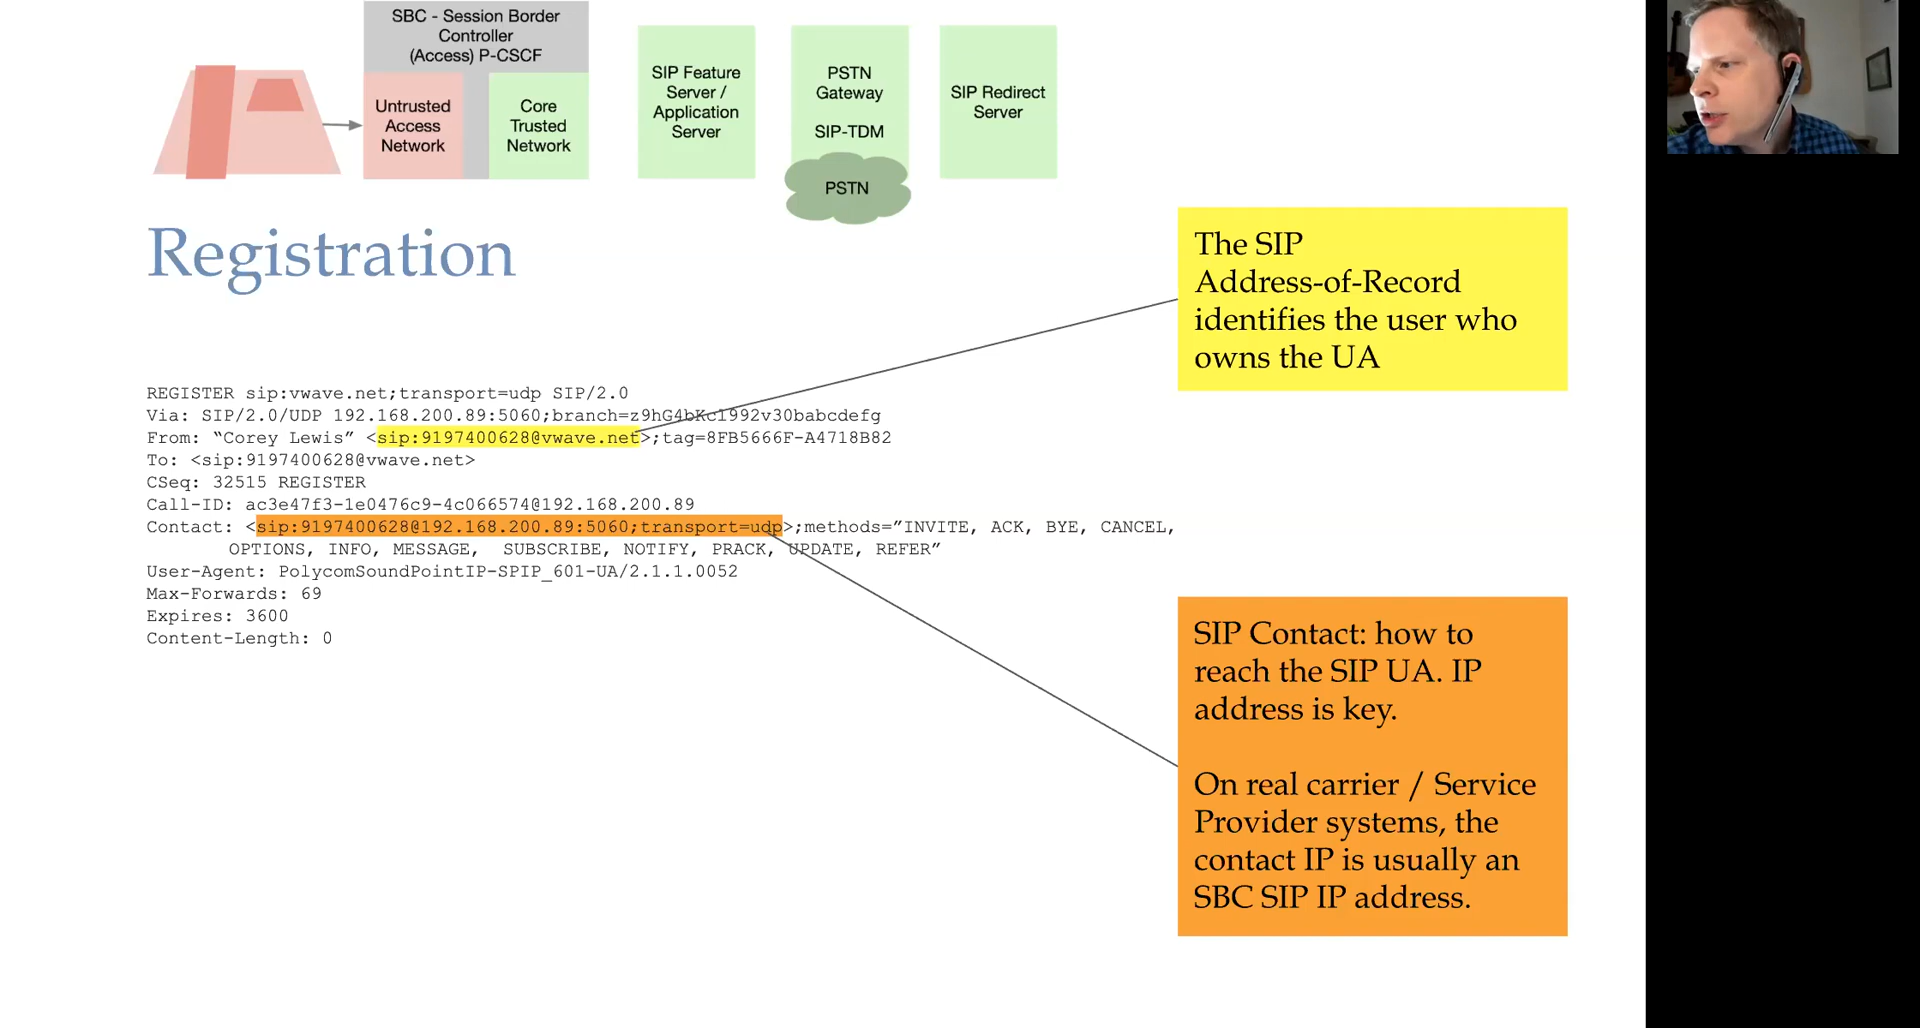 SBC - Session Border
Controller
(Access) P-CSCF
Untrusted
Access
Network
Core
Trusted
Network
SIP Feature
Server /
Application
Server
PSTN
Gateway
SIP-TDM
PSTN
SIP Redirect
Server
Registration
The SIP
Address-of-Record
identifies the user who
owns the UA
REGISTER sip:vwave.net;transport=udp SIP/2.0
Via: SIP/2.0/UDP 192.168.200.89:5060;branch=z9hG4bKc1992v30babcdefg
From: “Corey Lewis” <sip:9197400628@vwave.net>;tag=8FB5666F-A4718B82
To: <sip:9197400628@vwave.net>
CSeq: 32515 REGISTER
Call-ID: ac3e47f3-1e0476c9-4c066574@192.168.200.89
Contact: <sip:9197400628@192.168.200.89:5060;transport=udp>;methods=”INVITE, ACK, BYE, CANCEL,
OPTIONS, INFO, MESSAGE, SUBSCRIBE, NOTIFY, PRACK, UPDATE, REFER”
User-Agent: PolycomSoundPointIP-SPIP_601-UA/2.1.1.0052
Max-Forwards: 69
Expires: 3600
Content-Length: 0
SIP Contact: how to
reach the SIP UA. IP
address is key.
On real carrier / Service
Provider systems, the
contact IP is usually an
SBC SIP IP address.